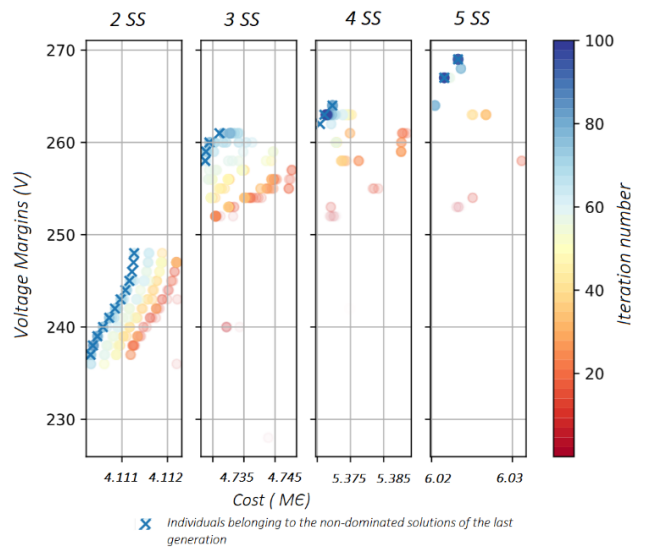 2 SS
3 SS
4 SS
5 SS
270
260
250
240
230
Voltage Margins (V)
4.111
4.112
4.735
4.745
5.375
5.385
6.02
6.03
Cost ( M€)
100
80
60
40
20
Iteration number
Individuals belonging to the non-dominated solutions of the last
generation